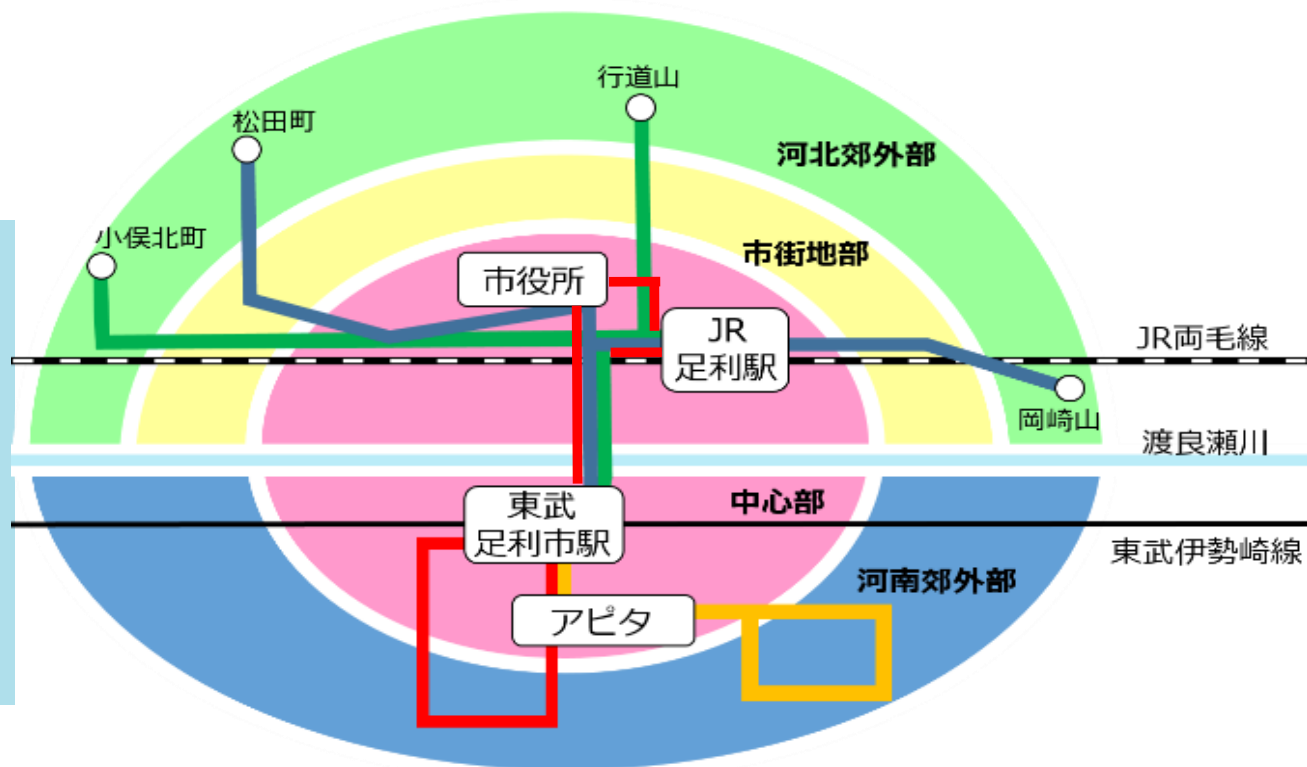 行道山
松田町
河北郊外部
小俣北町
市街地部
市役所
JR
足利駅
JR両毛線
岡崎山
渡良瀬川
中心部
東武
足利市駅
東武伊勢崎線
河南郊外部
アピタ